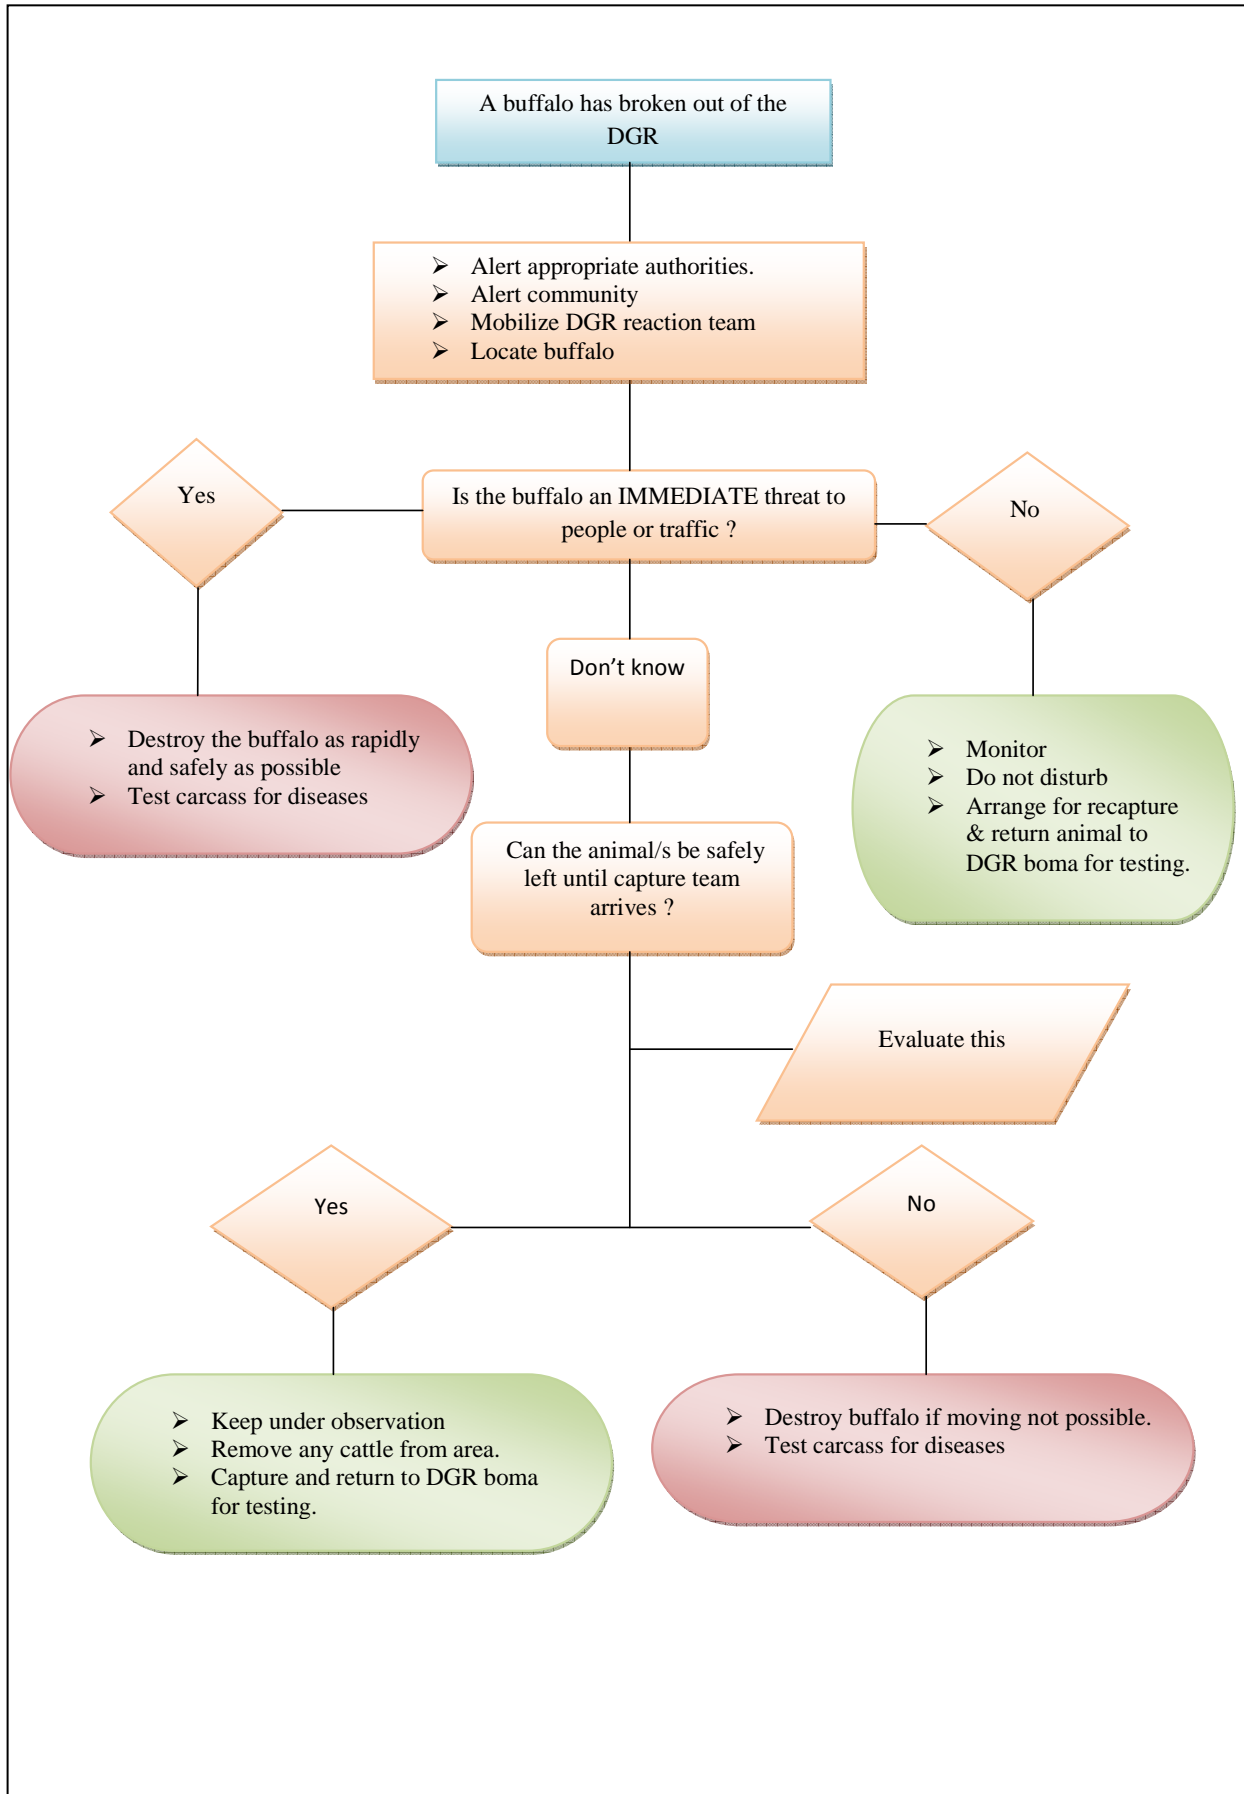 A buffalo has broken out of the
DGR
➢ Alert appropriate authorities.
➢ Alert community
➢ Mobilize DGR reaction team
➢ Locate buffalo
Yes
Is the buffalo an IMMEDIATE threat to
people or traffic ?
No
Don’t know
➢ Destroy the buffalo as rapidly
and safely as possible
➢ Test carcass for diseases
➢ Monitor
➢ Do not disturb
➢ Arrange for recapture
& return animal to
DGR boma for testing.
Can the animal/s be safely
left until capture team
arrives ?
Evaluate this
Yes
No
➢ Keep under observation
➢ Remove any cattle from area.
➢ Capture and return to DGR boma
for testing.
➢ Destroy buffalo if moving not possible.
➢ Test carcass for diseases